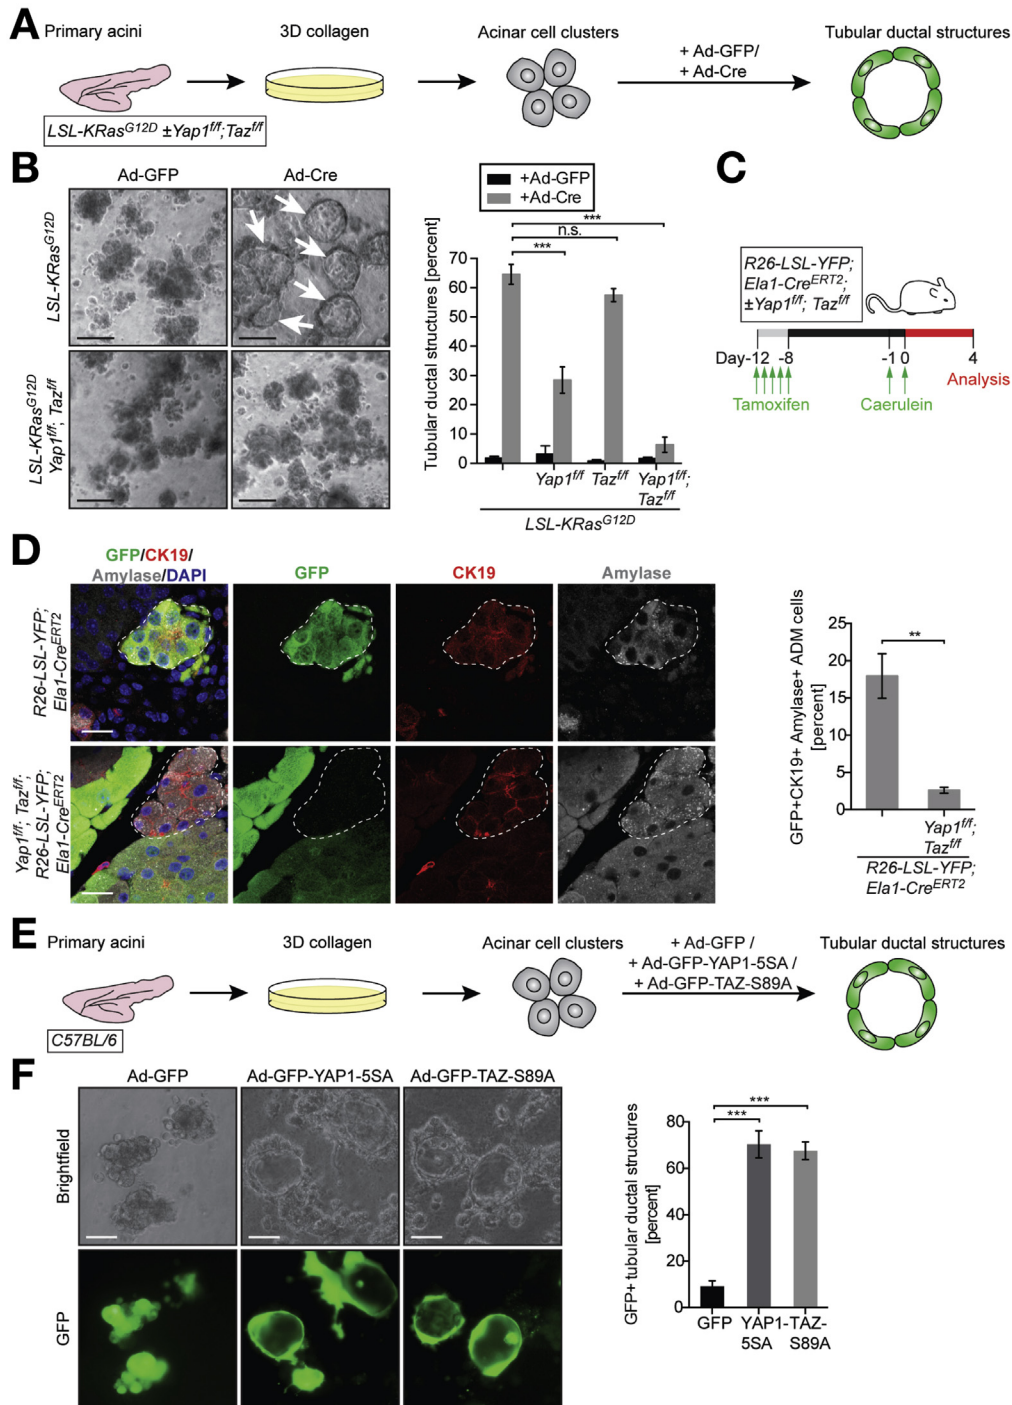 A
Primary acini
3D collagen
Acinar cell clusters
+ Ad-GFP/
+ Ad-Cre
Tubular ductal structures
LSL-KRasG12D ±Yap1f/f;Tazf/f
B
Ad-GFP
Ad-Cre
LSL-KRasG12D
LSL-KRasG12D
Yap1f/f; Tazf/f
+Ad-GFP
+Ad-Cre
***
n.s.
***
Tubular ductal structures [percent]
70
60
50
40
30
20
10
0
Yap1f/f
Tazf/f
Yap1f/f;
Tazf/f
LSL-KRasG12D
C
R26-LSL-YFP;
Ela1-CreERT2;
±Yap1f/f; Tazf/f
Day-12
-8
-1
0
4
Analysis
Tamoxifen
Caerulein
D
GFP/CK19/
Amylase/DAPI
GFP
CK19
Amylase
R26-LSL-YFP;
Ela1-CreERT2
Yap1f/f; Tazf/f;
R26-LSL-YFP;
Ela1-CreERT2
GFP+CK19+ Amylase+ ADM cells
[percent]
25
20
15
10
5
0
**
Yap1f/f;
Tazf/f
R26-LSL-YFP;
Ela1-CreERT2
E
Primary acini
3D collagen
Acinar cell clusters
+ Ad-GFP /
+ Ad-GFP-YAP1-5SA /
+ Ad-GFP-TAZ-S89A
Tubular ductal structures
C57BL/6
F
Ad-GFP
Ad-GFP-YAP1-5SA
Ad-GFP-TAZ-S89A
Brightfield
GFP
GFP+ tubular ductal structures
[percent]
80
60
40
20
0
***
***
GFP
YAP1-
5SA
TAZ-
S89A